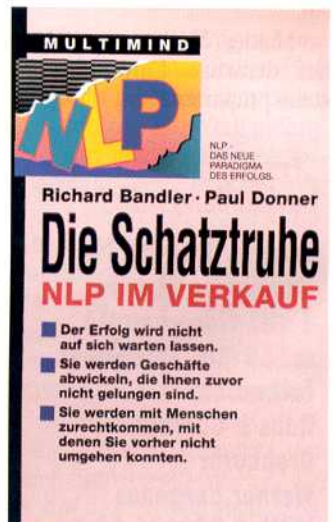 MULTIMIND
NLP
NLP -
DAS NEUE
PARADIGMA
DES ERFOLGS.
Richard Bandler · Paul Donner
Die Schatztruhe
NLP IM VERKAUF
Der Erfolg wird nicht
auf sich warten lassen.
Sie werden Geschäfte
abwickeln, die Ihnen zuvor
nicht gelungen sind.
Sie werden mit Menschen
zurechtkommen, mit
denen Sie vorher nicht
umgehen konnten.